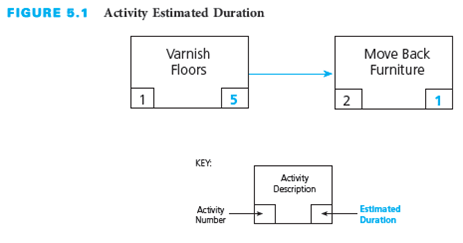 FIGURE 5.1 Activity Estimated Duration
Varnish
Floors
1
5
Move Back
Furniture
2
1
KEY:
Activity
Description
Activity
Number
Estimated
Duration